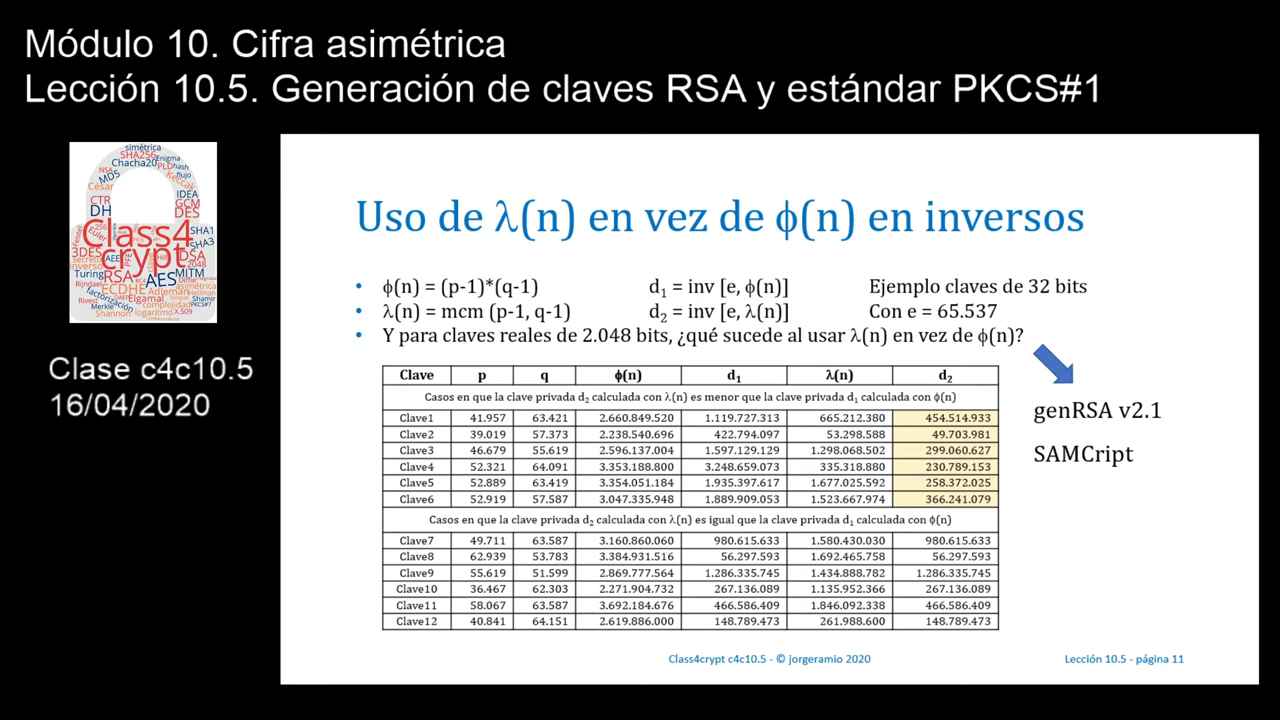 Módulo 10. Cifra asimétrica
Lección 10.5. Generación de claves RSA y estándar PKCS#1
Class4
crypt
Clase c4c10.5
16/04/2020
Uso de λ(n) en vez de ϕ(n) en inversos
• ϕ(n) = (p-1)*(q-1) d₁ = inv [e, ϕ(n)] Ejemplo claves de 32 bits
• λ(n) = mcm (p-1, q-1) d₂ = inv [e, λ(n)] Con e = 65.537
• Y para claves reales de 2.048 bits, ¿qué sucede al usar λ(n) en vez de ϕ(n)?
Clave p q ϕ(n) d₁ λ(n) d₂
Casos en que la clave privada d₂ calculada con λ(n) es menor que la clave privada d₁ calculada con ϕ(n)
Clave1 41.957 63.421 2.660.849.520 1.119.727.313 665.212.380 454.514.933
Clave2 39.019 57.373 2.238.540.696 422.794.097 53.298.588 49.703.981
Clave3 46.679 55.619 2.596.137.004 1.597.129.129 1.298.068.502 299.060.627
Clave4 52.321 64.091 3.353.188.800 3.248.659.073 335.318.880 230.789.153
Clave5 52.889 63.419 3.354.051.184 1.935.397.617 1.677.025.592 258.372.025
Clave6 52.919 57.587 3.047.335.948 1.889.909.053 1.523.667.974 366.241.079
Casos en que la clave privada d₂ calculada con λ(n) es igual que la clave privada d₁ calculada con ϕ(n)
Clave7 49.711 63.587 3.160.860.060 980.615.633 1.580.430.030 980.615.633
Clave8 62.939 53.783 3.384.931.516 56.297.593 1.692.465.758 56.297.593
Clave9 55.619 51.599 2.869.777.564 1.286.335.745 1.434.888.782 1.286.335.745
Clave10 36.467 62.303 2.271.904.732 267.136.089 1.135.952.366 267.136.089
Clave11 58.067 63.587 3.692.184.676 466.586.409 1.846.092.338 466.586.409
Clave12 40.841 64.151 2.619.886.000 148.789.473 261.988.600 148.789.473
genRSA v2.1
SAMCript
Class4crypt c4c10.5 - © jorgeramio 2020
Lección 10.5 - página 11